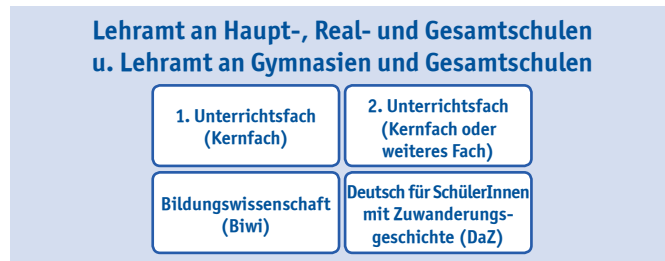 Lehramt an Haupt-, Real- und Gesamtschulen
u. Lehramt an Gymnasien und Gesamtschulen
1. Unterrichtsfach
(Kernfach)
2. Unterrichtsfach
(Kernfach oder
weiteres Fach)
Bildungswissenschaft
(Biwi)
Deutsch für SchülerInnen
mit Zuwanderungs-
geschichte (DaZ)